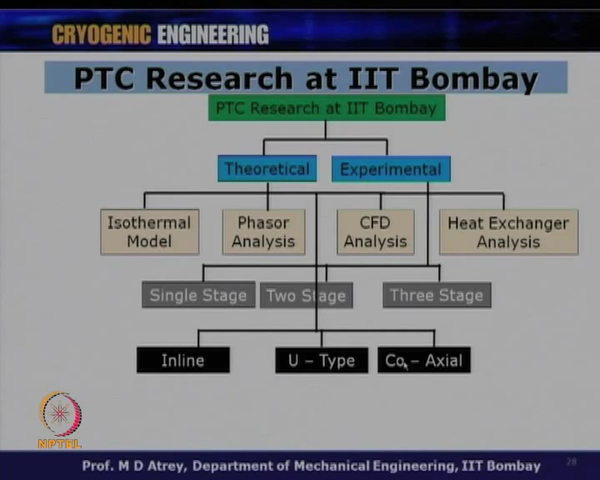 CRYOGENIC ENGINEERING
PTC Research at IIT Bombay
PTC Research at IIT Bombay
Theoretical
Experimental
Isothermal
Model
Phasor
Analysis
CFD
Analysis
Heat Exchanger
Analysis
Single Stage
Two Stage
Three Stage
Inline
U – Type
Co – Axial
NPTEL
Prof. M D Atrey, Department of Mechanical Engineering, IIT Bombay
28